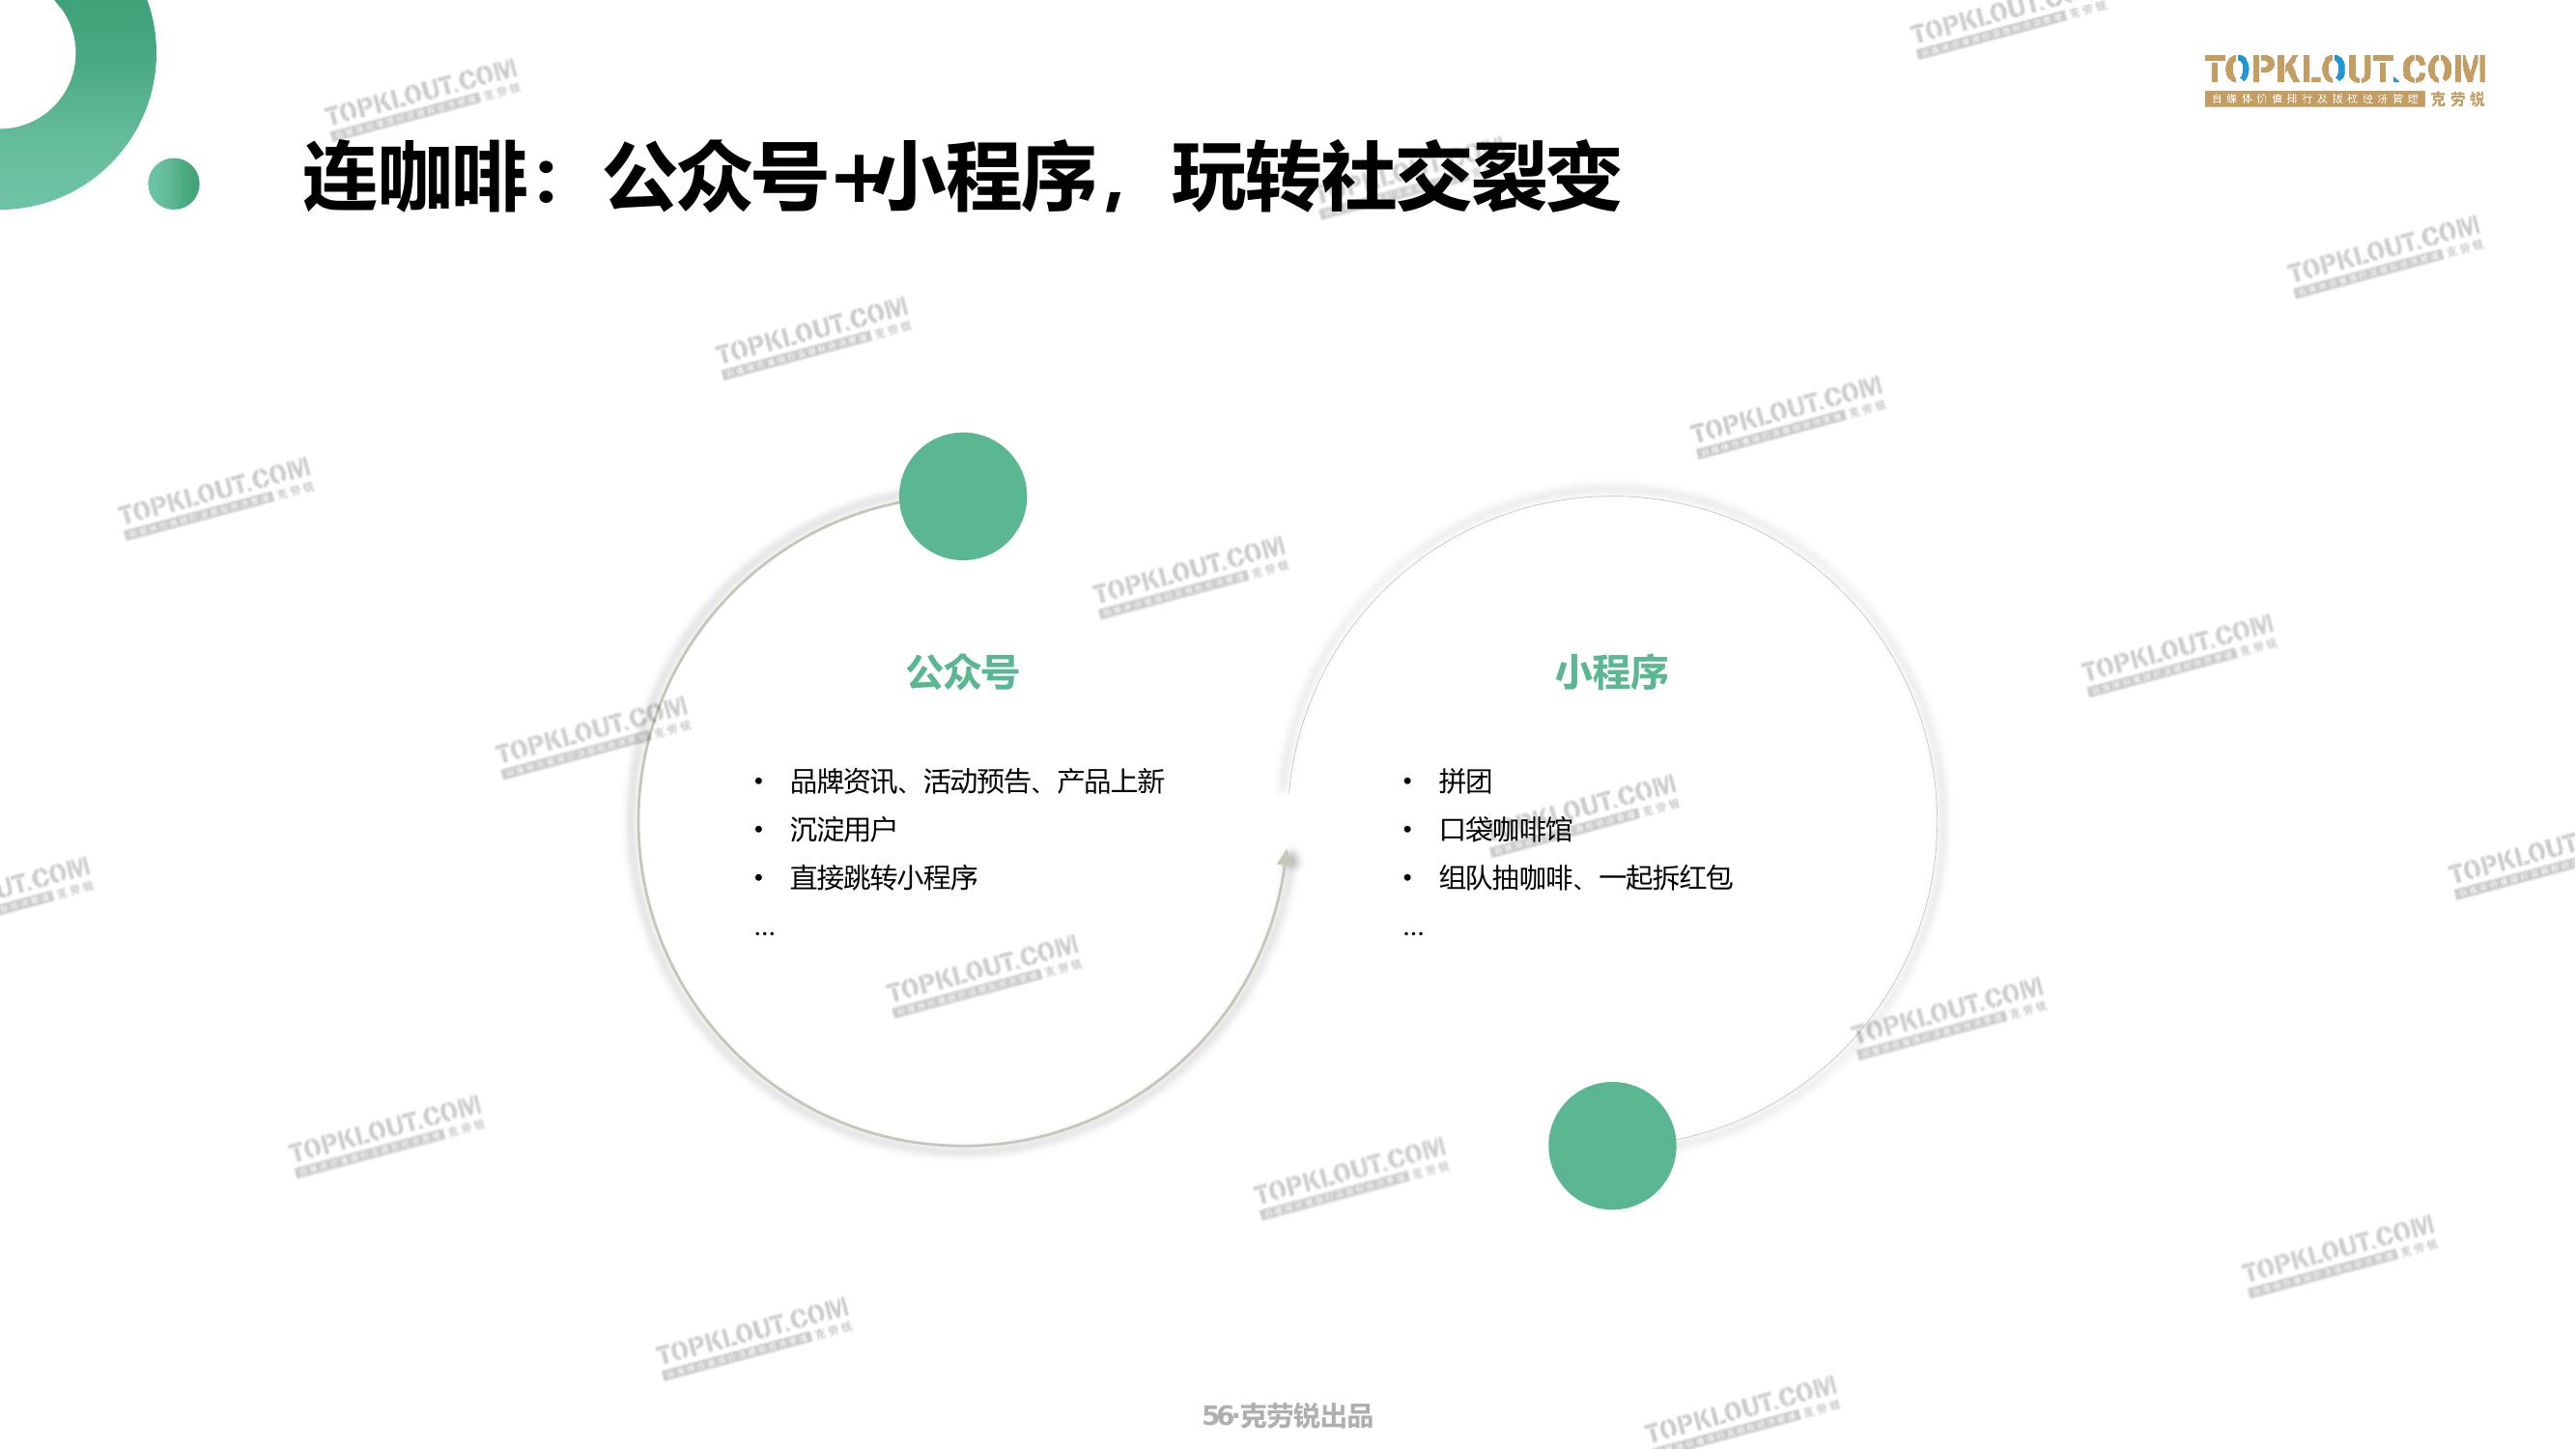 TOPKLOUT.COM
自媒体价值排行及版权经济管理 克劳锐
连咖啡：公众号+小程序，玩转社交裂变
公众号
• 品牌资讯、活动预告、产品上新
• 沉淀用户
• 直接跳转小程序
...
小程序
• 拼团
• 口袋咖啡馆
• 组队抽咖啡、一起拆红包
...
56·克劳锐出品